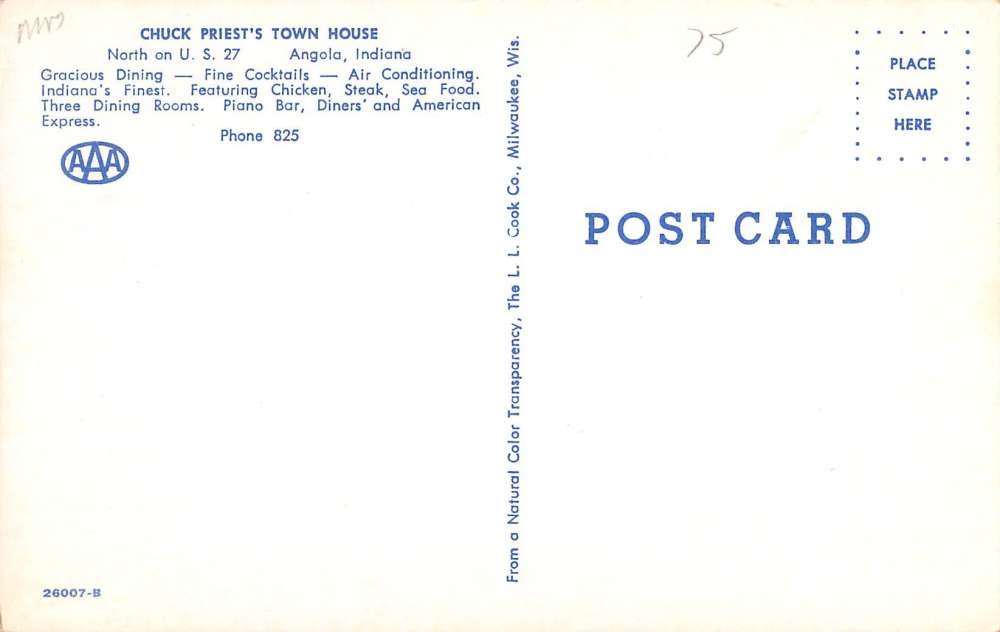 CHUCK PRIEST'S TOWN HOUSE
North on U. S. 27 Angola, Indiana
Gracious Dining — Fine Cocktails — Air Conditioning.
Indiana's Finest. Featuring Chicken, Steak, Sea Food.
Three Dining Rooms. Piano Bar, Diners' and American
Express.
Phone 825
AAA
26007-B
From a Natural Color Transparency, The L. L. Cook Co., Milwaukee, Wis.
75
PLACE
STAMP
HERE
POST CARD